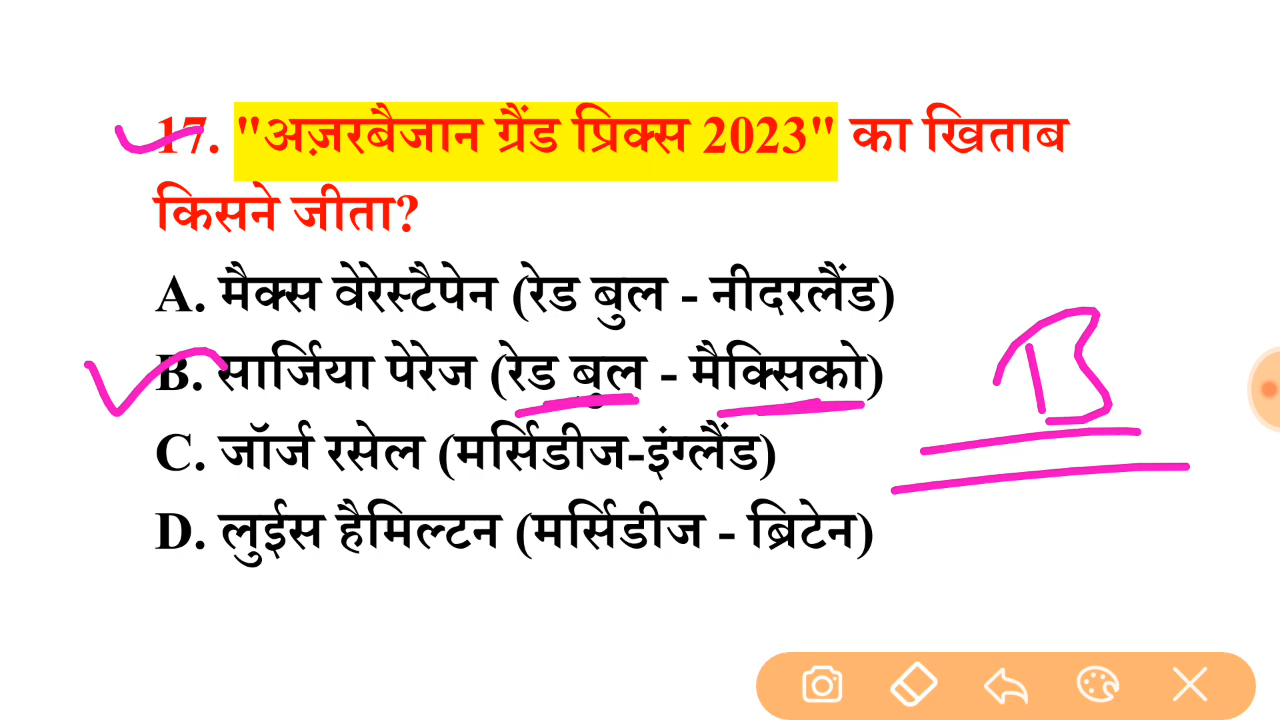 17. "अज़रबैजान ग्रैंड प्रिक्स 2023" का खिताब
किसने जीता?
A. मैक्स वेरेस्टैपेन (रेड बुल - नीदरलैंड)
B. सार्जिया पेरेज (रेड बुल - मैक्सिको)
B
C. जॉर्ज रसेल (मर्सिडीज-इंग्लैंड)
D. लुईस हैमिल्टन (मर्सिडीज - ब्रिटेन)